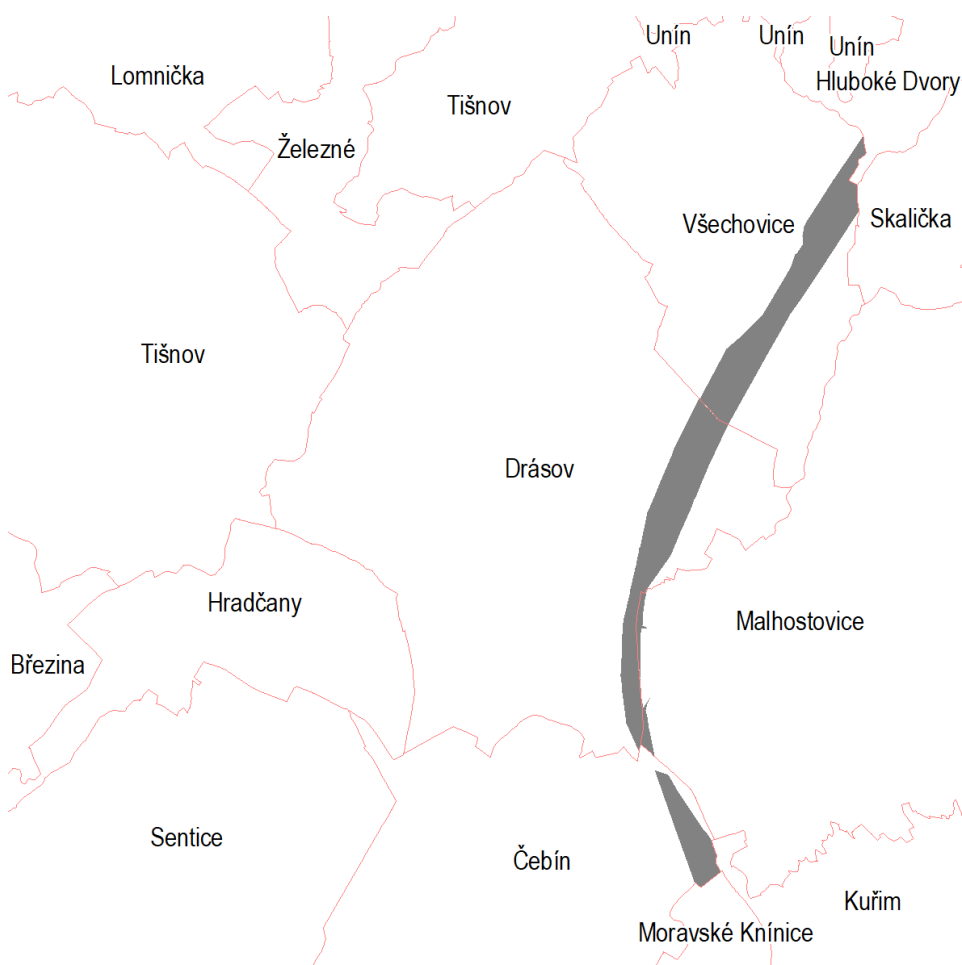 Unín
Unín
Unín
Lomnička
Hluboké Dvory
Tišnov
Železné
Všechovice
Skalička
Tišnov
Drásov
Hradčany
Malhostovice
Březina
Sentice
Čebín
Kuřim
Moravské Knínice